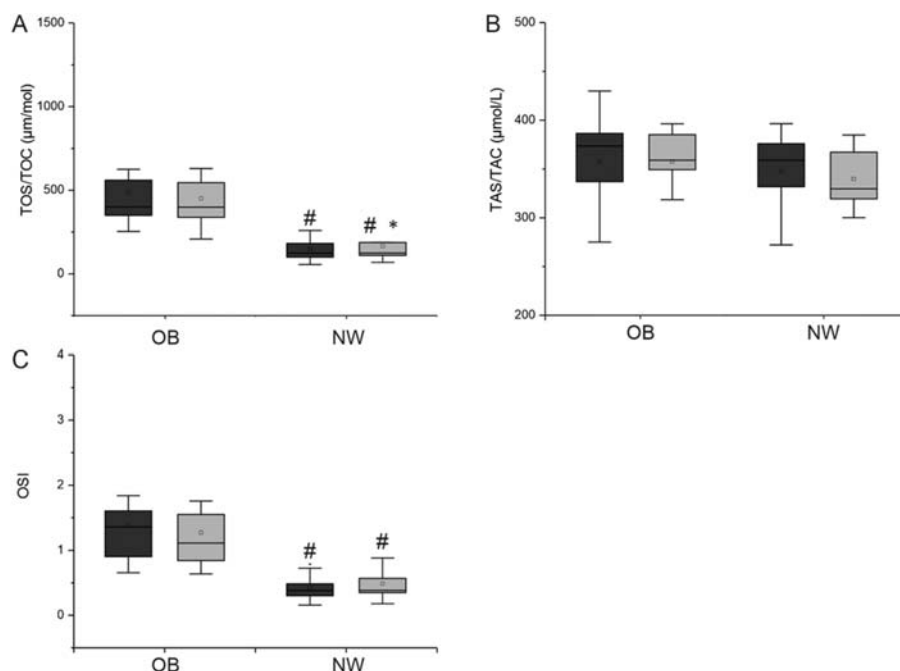 A
TOS/TOC (µm/mol)
1500
1000
500
0
#
# *
OB
NW
B
TAS/TAC (µmol/L)
500
400
300
200
OB
NW
C
OSI
4
3
2
1
0
#
#
OB
NW